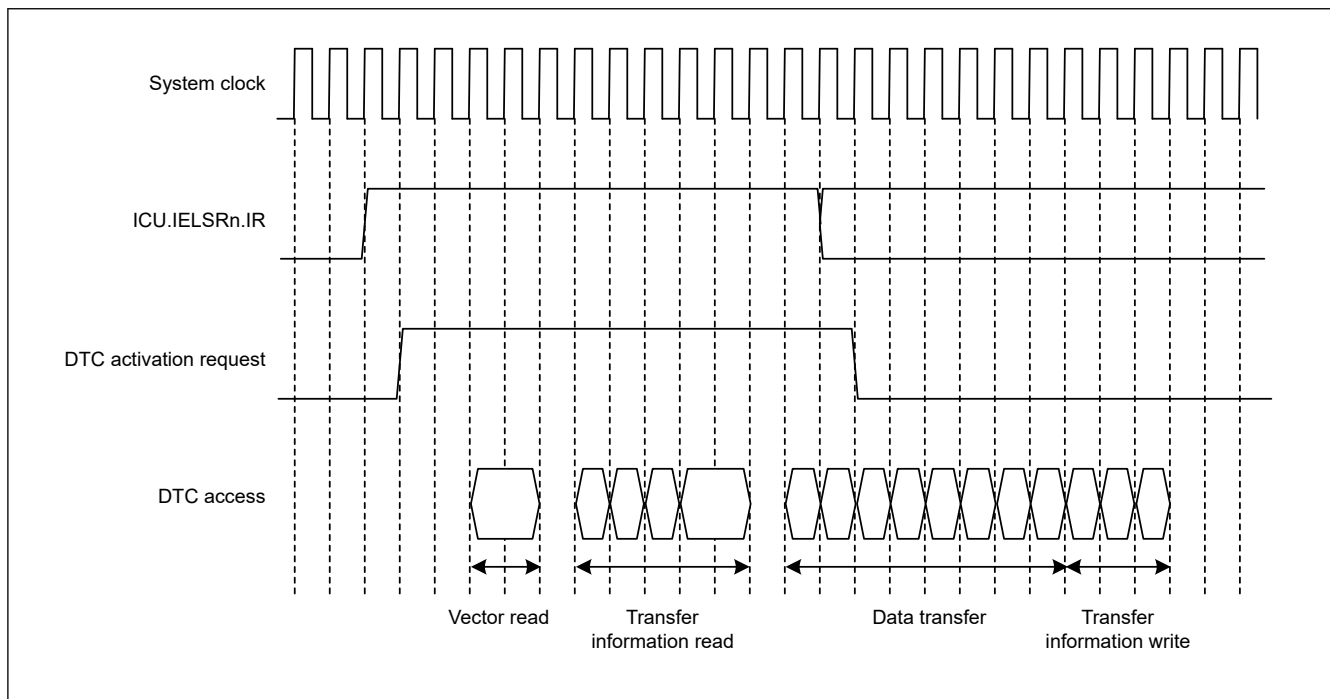 System clock
ICU.IELSRn.IR
DTC activation request
DTC access
Vector read
Transfer
information read
Data transfer
Transfer
information write